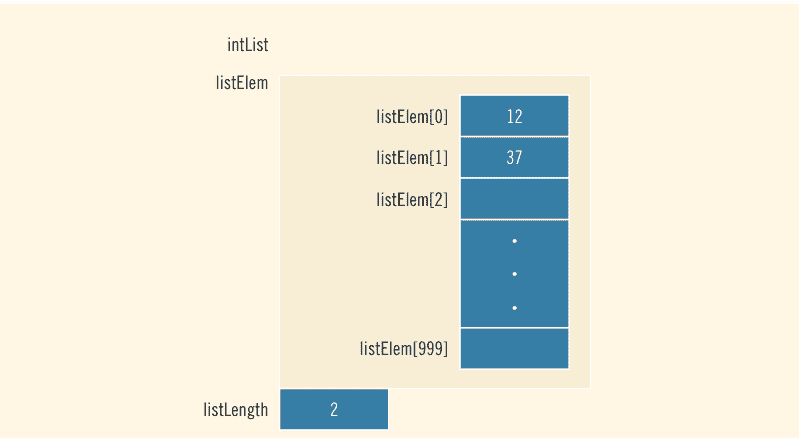 intList
listElem
listElem[0] 12
listElem[1] 37
listElem[2]
.
.
.
listElem[999]
listLength 2